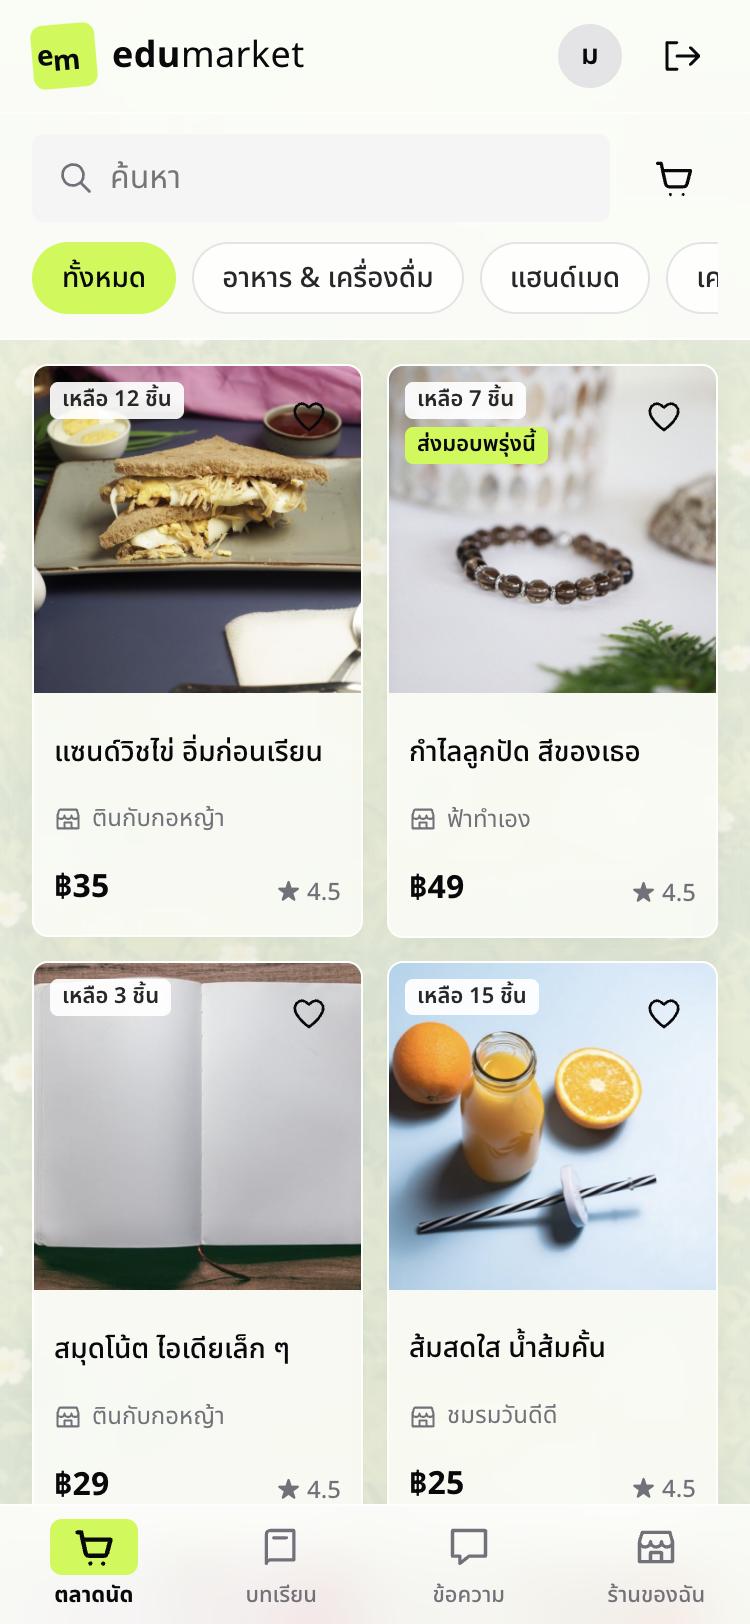 em edumarket ม
ค้นหา
ทั้งหมด อาหาร & เครื่องดื่ม แฮนด์เมด
เหลือ 12 ชิ้น
แซนด์วิชไข่ อิ่มก่อนเรียน
ตินกับกอหญ้า
฿35 ★ 4.5
เหลือ 7 ชิ้น
ส่งมอบพรุ่งนี้
กำไลลูกปัด สีของเธอ
ฟ้าทำเอง
฿49 ★ 4.5
เหลือ 3 ชิ้น
สมุดโน้ต ไอเดียเล็ก ๆ
ตินกับกอหญ้า
฿29 ★ 4.5
เหลือ 15 ชิ้น
ส้มสดใส น้ำส้มคั้น
ชมรมวันดีดี
฿25 ★ 4.5
ตลาดนัด บทเรียน ข้อความ ร้านของฉัน